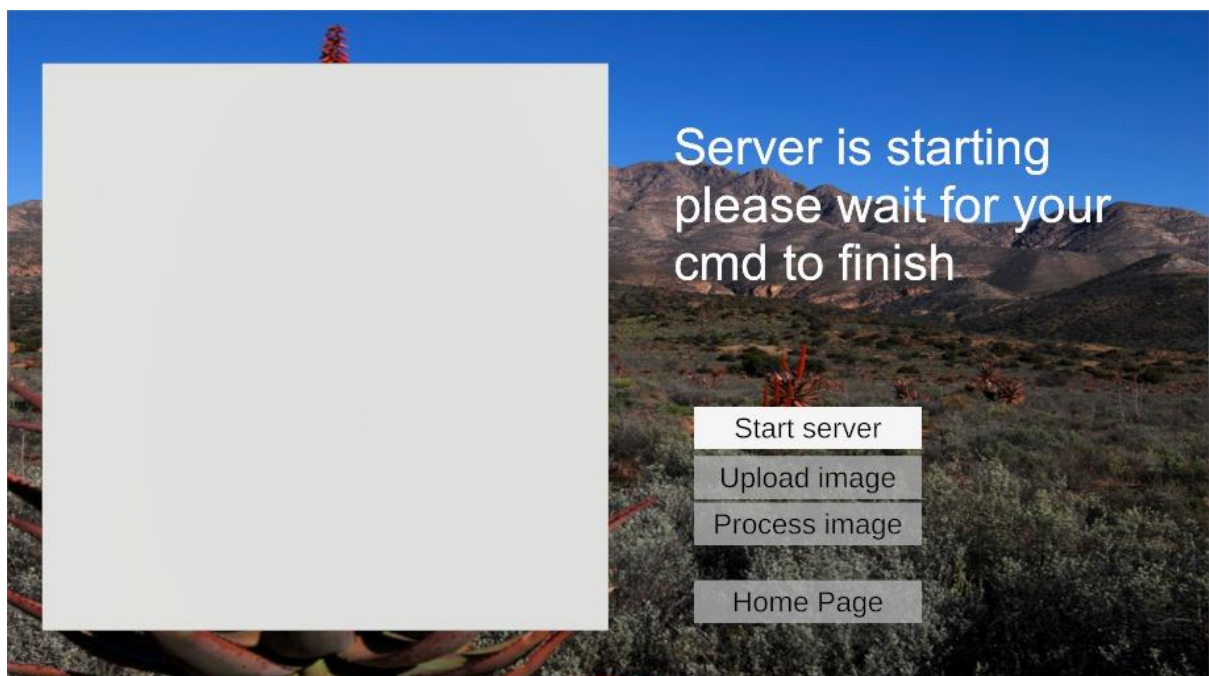 Server is starting
please wait for your
cmd to finish
Start server
Upload image
Process image
Home Page